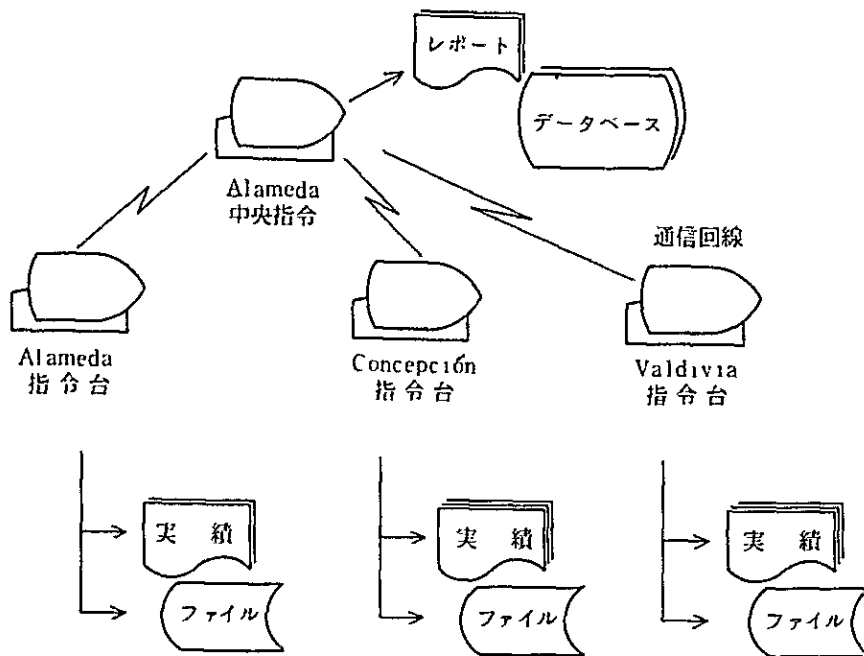 レポート
データベース
Alameda
中央指令
通信回線
Alameda
指令台
Concepción
指令台
Valdivia
指令台
実績
ファイル
実績
ファイル
実績
ファイル